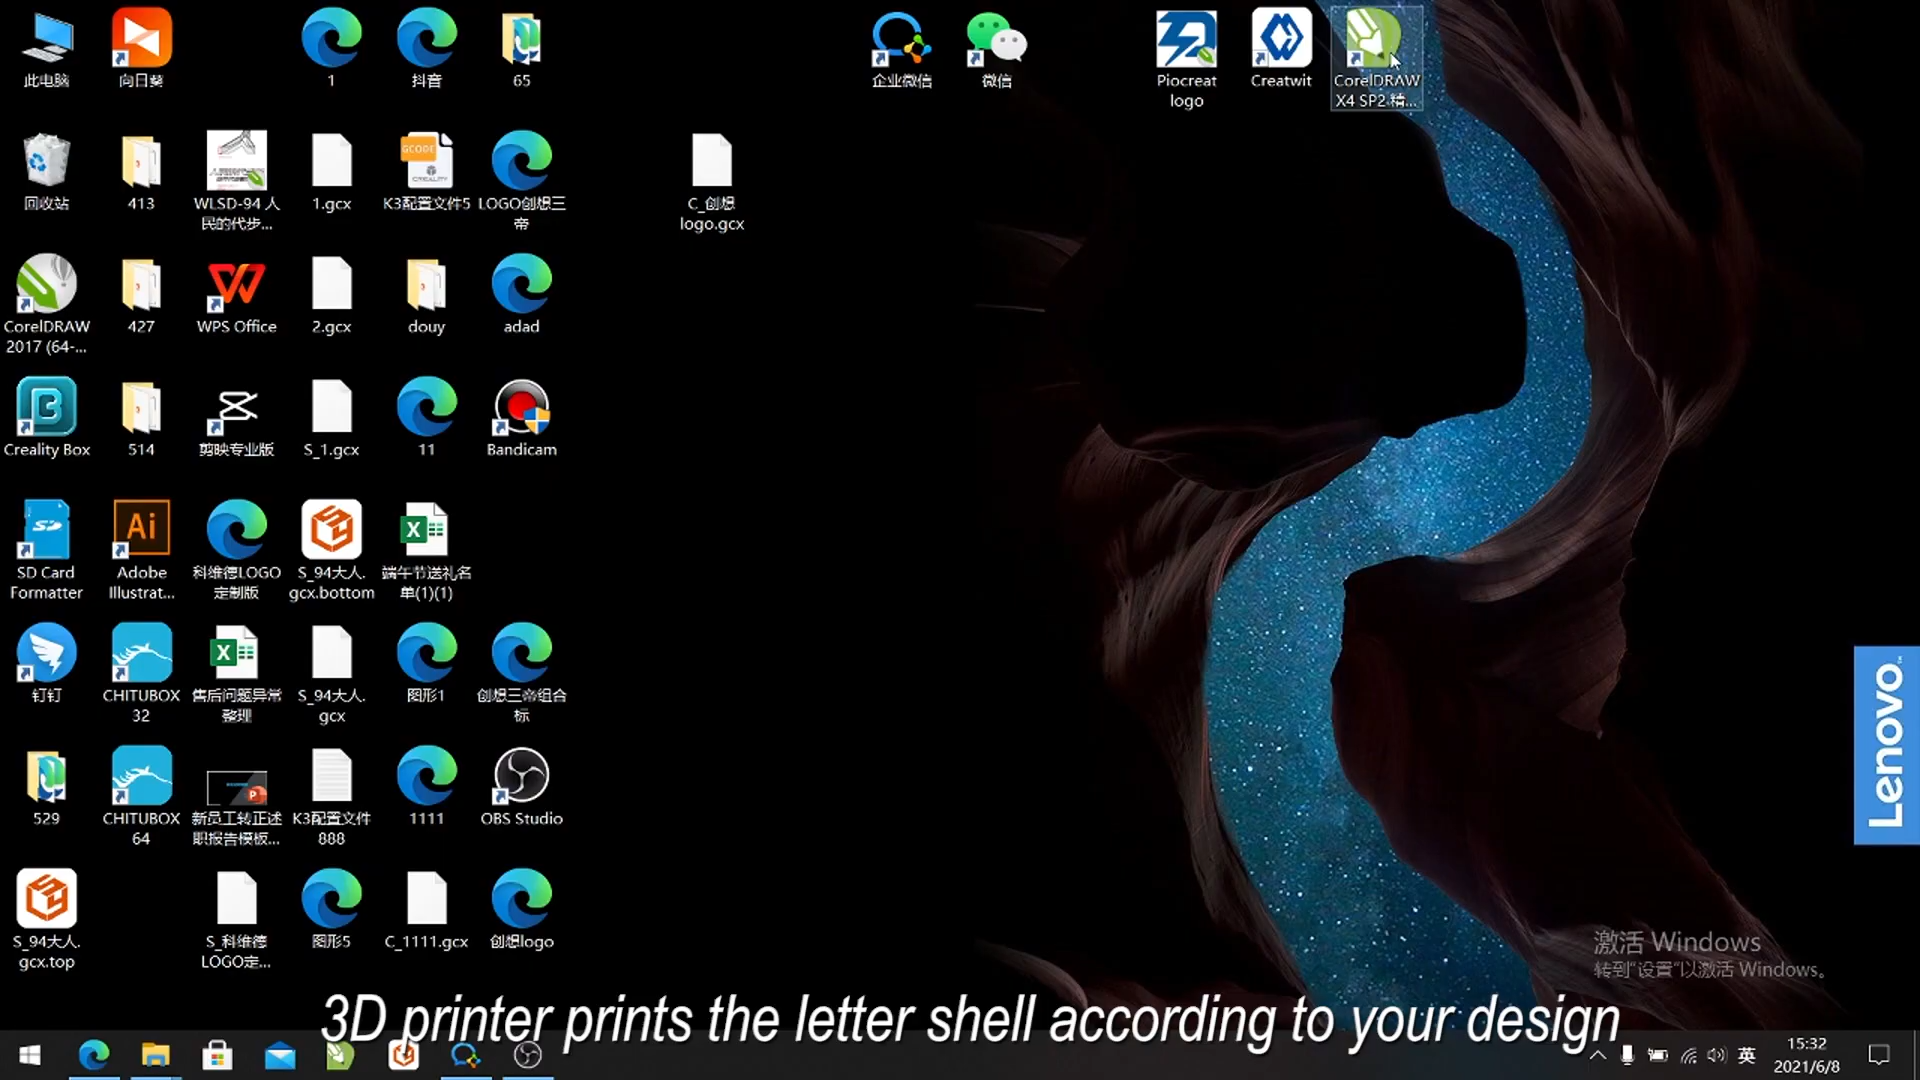 此电脑
向日葵
1
抖音
65
企业微信
微信
Piocreat
logo
Creatwit
CorelDRAW
X4 SP2 精...
回收站
413
WLSD-94 人
民的代步...
1.gcx
GCODE
CREALITY
K3配置文件5
LOGO创想三
帝
C_创想
logo.gcx
CorelDRAW
2017 (64-...
427
WPS Office
2.gcx
douy
adad
Creality Box
514
剪映专业版
S_1.gcx
11
Bandicam
SD Card
Formatter
Ai
Adobe
Illustrat...
科维德LOGO
定制版
S_94大人.
gcx.bottom
端午节送礼名
单(1)(1)
钉钉
CHITUBOX
32
售后问题异常
整理
S_94大人.
gcx
图形1
创想三帝组合
标
529
CHITUBOX
64
新员工转正述
职报告模板...
K3配置文件
888
1111
OBS Studio
S_94大人.
gcx.top
S_科维德
LOGO定...
图形5
C_1111.gcx
创想logo
Lenovo
激活 Windows
转到"设置"以激活 Windows。
3D printer prints the letter shell according to your design
英
15:32
2021/6/8